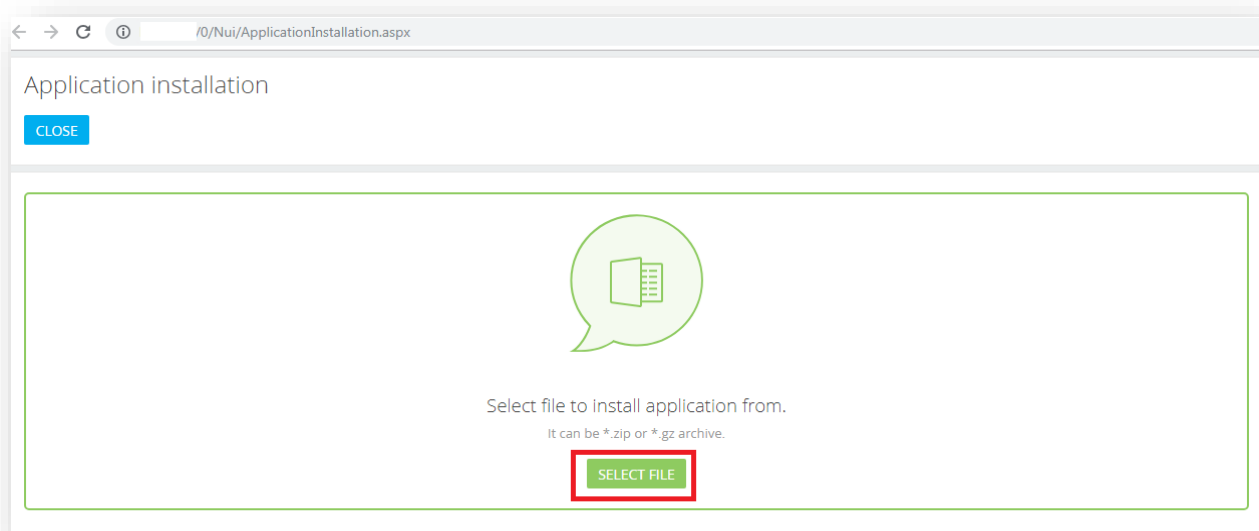 /0/Nui/ApplicationInstallation.aspx
Application installation
CLOSE
Select file to install application from.
It can be *.zip or *.gz archive.
SELECT FILE